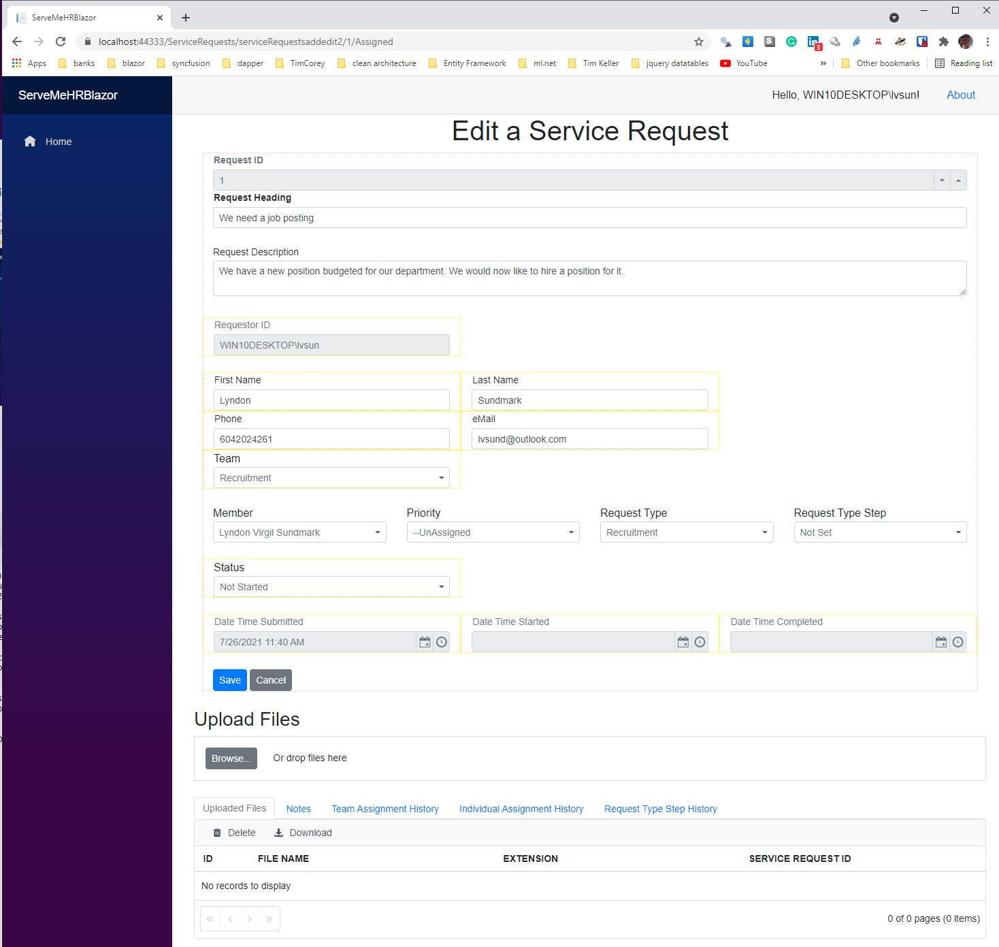 ServeMeHRBlazor
localhost:44333/ServiceRequests/serviceRequestsaddedit2/1/Assigned
3
Apps banks blazor syncfusion dapper TimCorey clean architecture Entity Framework ml.net Tim Keller jquery datatables YouTube » Other bookmarks Reading list
ServeMeHRBlazor
Hello, WIN10DESKTOP\lvsun! About
Home
Edit a Service Request
Request ID
1
Request Heading
We need a job posting
Request Description
We have a new position budgeted for our department. We would now like to hire a position for it.
Requestor ID
WIN10DESKTOP\lvsun
First Name Last Name
Lyndon Sundmark
Phone eMail
6042024261 lvsund@outlook.com
Team
Recruitment
Member Priority Request Type Request Type Step
Lyndon Virgil Sundmark --UnAssigned Recruitment Not Set
Status
Not Started
Date Time Submitted Date Time Started Date Time Completed
7/26/2021 11:40 AM
Save Cancel
Upload Files
Browse... Or drop files here
Uploaded Files Notes Team Assignment History Individual Assignment History Request Type Step History
Delete Download
ID FILE NAME EXTENSION SERVICE REQUEST ID
No records to display
0 of 0 pages (0 items)